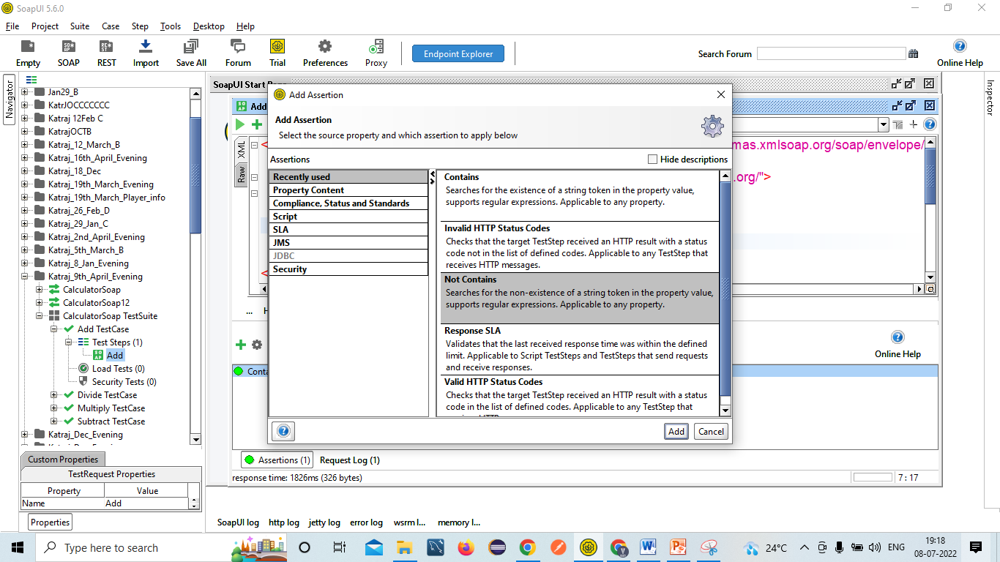 SoapUI 5.6.0
File Project Suite Case Step Tools Desktop Help
Empty SOAP REST Import Save All Forum Trial Preferences Proxy Endpoint Explorer Search Forum Online Help
Navigator
Inspector
SoapUI Start
Jan29_B
KatrJOCCCCCCC
Katraj 12Feb C
KatrajOCTB
Katraj_12_March_B
Katraj_16th_April_Evening
Katraj_18_Dec
Katraj_19th_March_Evening
Katraj_19th_March_Player_info
Katraj_26_Feb_D
Katraj_29_Jan_C
Katraj_2nd_April_Evening
Katraj_5th_March_B
Katraj_8_Jan_Evening
Katraj_9th_April_Evening
CalculatorSoap
CalculatorSoap12
CalculatorSoap TestSuite
Add TestCase
Test Steps (1)
Add
Load Tests (0)
Security Tests (0)
Divide TestCase
Multiply TestCase
Subtract TestCase
Katraj_Dec_Evening
Custom Properties
TestRequest Properties
Property Value
Name Add
Properties
Add
XML
Raw
mas.xmlsoap.org/soap/envelope/
.org/">
Add Assertion
Add Assertion
Select the source property and which assertion to apply below
Assertions
Hide descriptions
Recently used
Property Content
Compliance, Status and Standards
Script
SLA
JMS
JDBC
Security
Contains
Searches for the existence of a string token in the property value,
supports regular expressions. Applicable to any property.
Invalid HTTP Status Codes
Checks that the target TestStep received an HTTP result with a status
code not in the list of defined codes. Applicable to any TestStep that
receives HTTP messages.
Not Contains
Searches for the non-existence of a string token in the property value,
supports regular expressions. Applicable to any property.
Response SLA
Validates that the last received response time was within the defined
limit. Applicable to Script TestSteps and TestSteps that send requests
and receive responses.
Valid HTTP Status Codes
Checks that the target TestStep received an HTTP result with a status
code in the list of defined codes. Applicable to any TestStep that
Add Cancel
... H
Online Help
Conta
Assertions (1) Request Log (1)
response time: 1826ms (326 bytes)
7 : 17
SoapUI log http log jetty log error log wsrm l... memory l...
Type here to search
24°C
ENG
19:18
08-07-2022